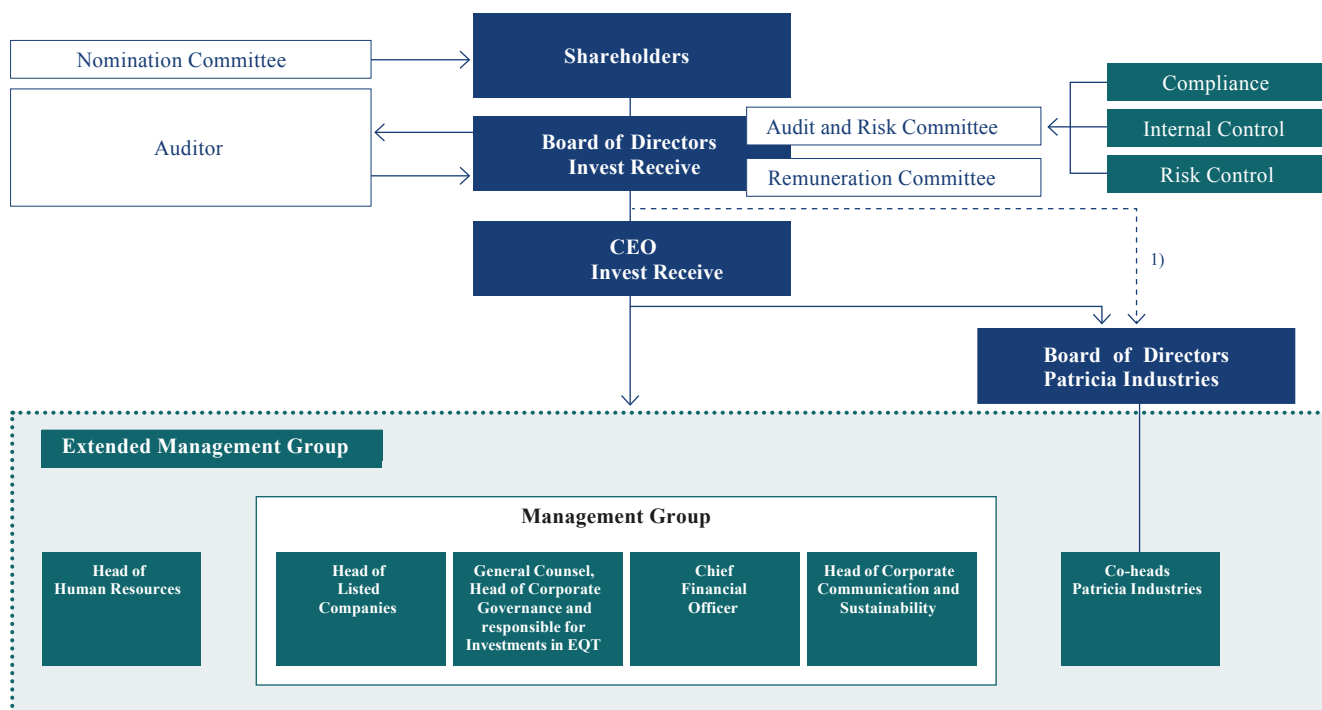 Nomination Committee
Shareholders
Auditor
Board of Directors
Invest Receive
Audit and Risk Committee
Remuneration Committee
Compliance
Internal Control
Risk Control
CEO
Invest Receive
1)
Board of Directors
Patricia Industries
Extended Management Group
Management Group
Head of
Human Resources
Head of
Listed
Companies
General Counsel,
Head of Corporate
Governance and
responsible for
Investments in EQT
Chief
Financial
Officer
Head of Corporate
Communication and
Sustainability
Co-heads
Patricia Industries